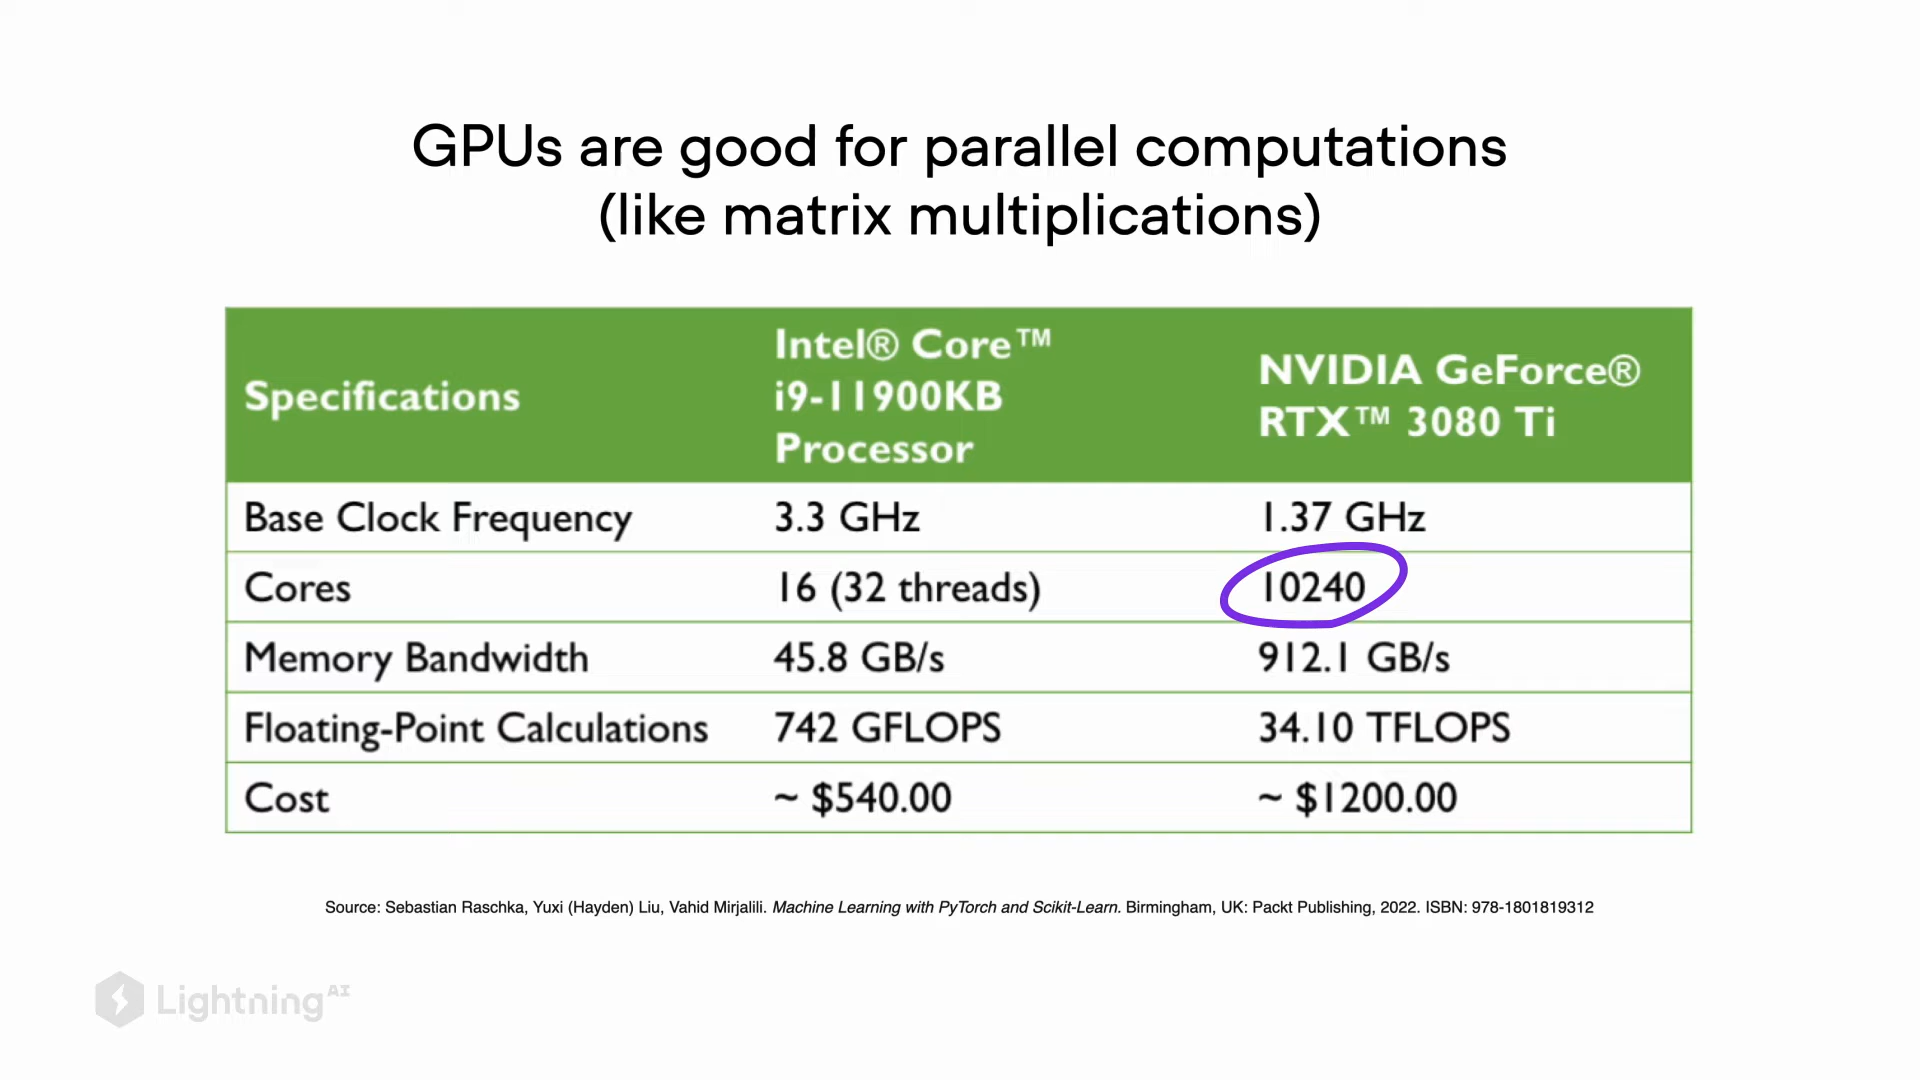 GPUs are good for parallel computations
(like matrix multiplications)
Specifications
Intel® Core™
i9-11900KB
Processor
NVIDIA GeForce®
RTX™ 3080 Ti
Base Clock Frequency 3.3 GHz 1.37 GHz
Cores 16 (32 threads) 10240
Memory Bandwidth 45.8 GB/s 912.1 GB/s
Floating-Point Calculations 742 GFLOPS 34.10 TFLOPS
Cost ~ $540.00 ~ $1200.00
Source: Sebastian Raschka, Yuxi (Hayden) Liu, Vahid Mirjalili. Machine Learning with PyTorch and Scikit-Learn. Birmingham, UK: Packt Publishing, 2022. ISBN: 978-1801819312
Lightning AI